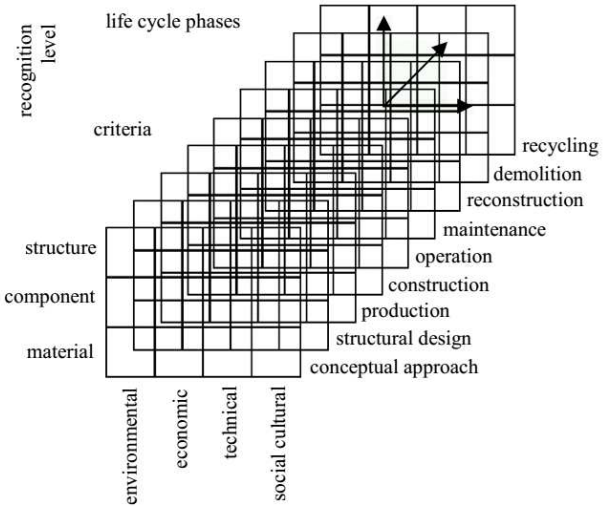 life cycle phases
recognition
level
criteria
recycling
demolition
reconstruction
maintenance
operation
construction
production
structural design
conceptual approach
structure
component
material
environmental
economic
technical
social cultural